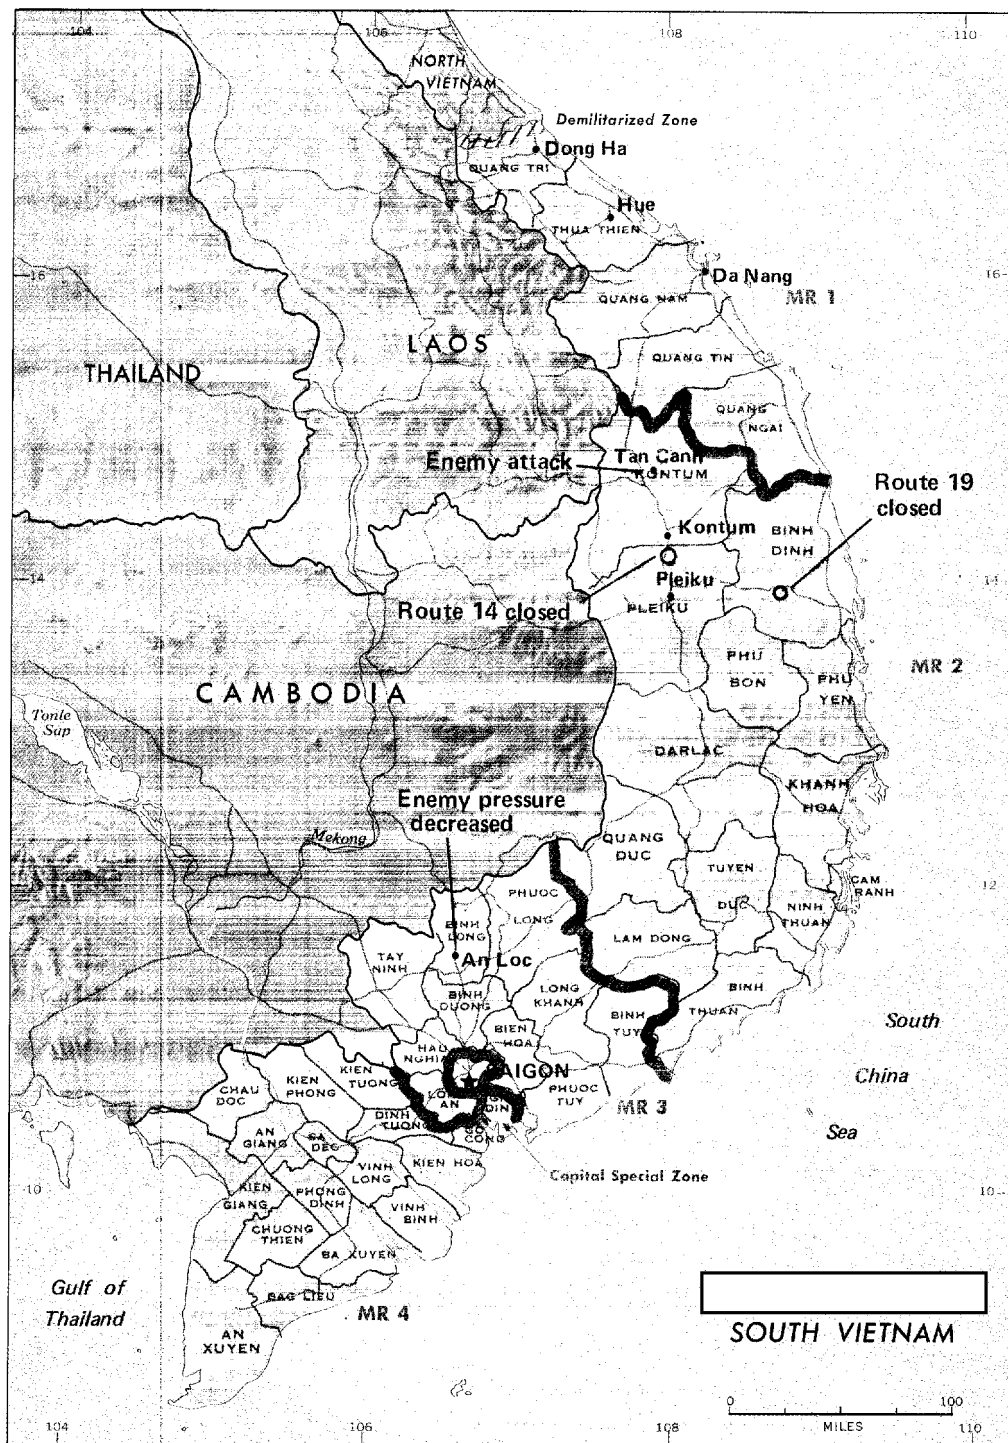 104
106
108
110
NORTH
VIETNAM
Demilitarized Zone
Dong Ha
QUANG TRI
Hue
THUA THIEN
16
16
Da Nang
QUANG NAM
MR 1
LAOS
QUANG TIN
THAILAND
QUANG
NGAI
Tan Canh
Enemy attack
KONTUM
Route 19
closed
Kontum
BINH
DINH
14
14
Pleiku
Route 14 closed
PLEIKU
PHU
BON
MR 2
PHU
YEN
CAMBODIA
Tonle
Sap
DARLAC
KHANH
HOA
Enemy pressure
decreased
Mekong
QUANG
DUC
TUYEN
DUC
CAM
RANH
12
PHUOC
LONG
NINH
THUAN
BINH
LONG
LAM DONG
TAY
NINH
An Loc
BINH
DUONG
LONG
KHANH
BINH
THUAN
BINH
TUY
BIEN
HOA
South
China
Sea
HAU
NGHIA
SAIGON
KIEN
TUONG
KIEN
PHONG
CHAU
DOC
LONG
AN
GIA
DINH
PHUOC
TUY
MR 3
DINH
TUONG
GO
CONG
AN
GIANG
SA
DEC
KIEN HOA
VINH
LONG
Capital Special Zone
10
10
KIEN
GIANG
PHONG
DINH
VINH
BINH
CHUONG
THIEN
BA XUYEN
Gulf of
Thailand
BAC LIEU
MR 4
AN
XUYEN
SOUTH VIETNAM
0
100
MILES
104
106
108
110